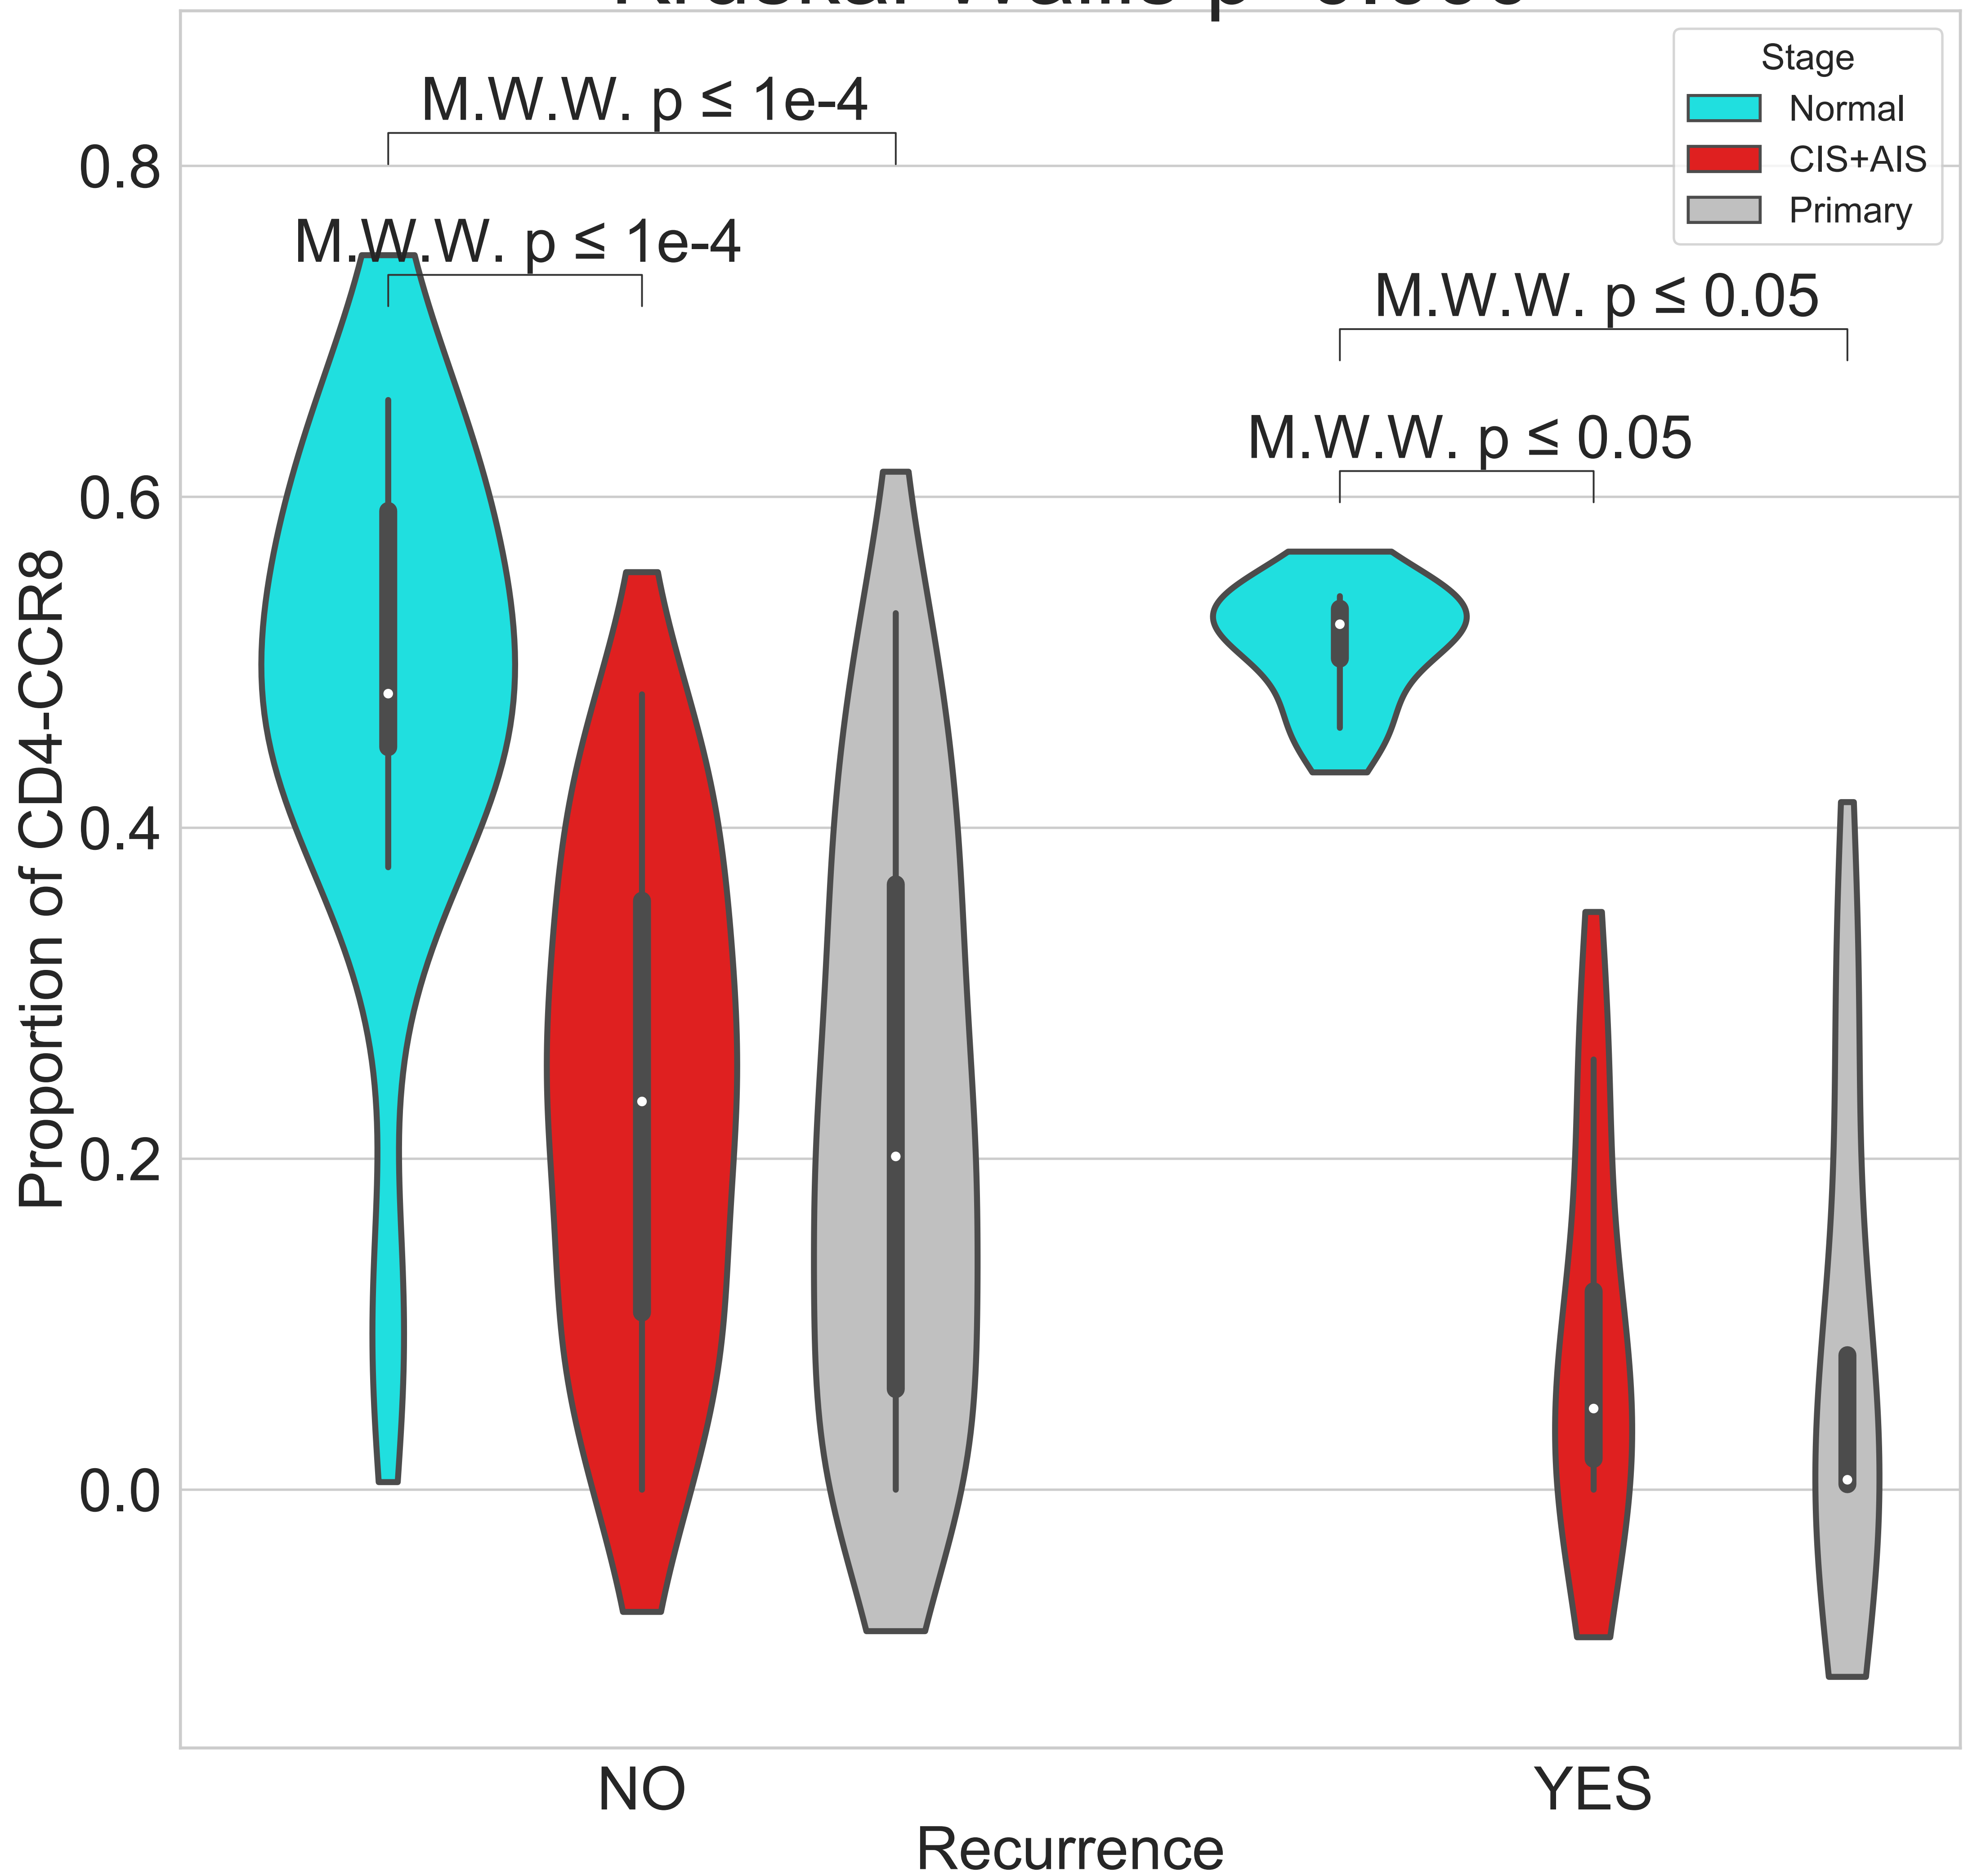 Stage
Normal
CIS+AIS
Primary
M.W.W. p ≤ 1e-4
M.W.W. p ≤ 1e-4
M.W.W. p ≤ 0.05
M.W.W. p ≤ 0.05
Proportion of CD4-CCR8
0.8
0.6
0.4
0.2
0.0
NO
YES
Recurrence